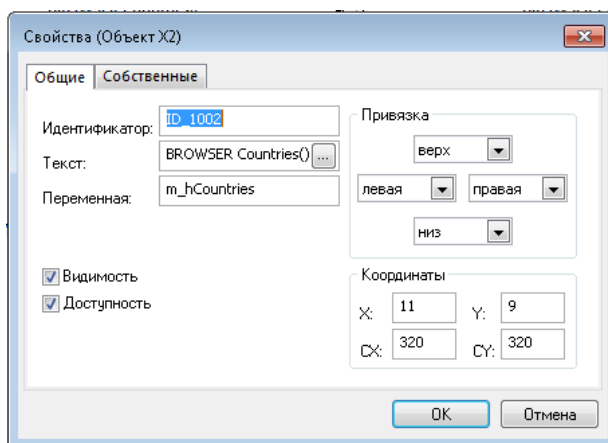 Свойства (Объект X2)
Общие
Собственные
Идентификатор:
ID_1002
Текст:
BROWSER Countries()
...
Переменная:
m_hCountries
Видимость
Доступность
Привязка
верх
левая
правая
низ
Координаты
X:
11
Y:
9
CX:
320
CY:
320
OK
Отмена